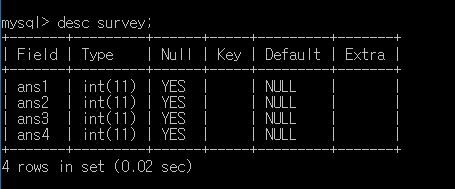 mysql> desc survey;
+-------+---------+------+-----+---------+-------+
| Field | Type    | Null | Key | Default | Extra |
+-------+---------+------+-----+---------+-------+
| ans1  | int(11) | YES  |     | NULL    |       |
| ans2  | int(11) | YES  |     | NULL    |       |
| ans3  | int(11) | YES  |     | NULL    |       |
| ans4  | int(11) | YES  |     | NULL    |       |
+-------+---------+------+-----+---------+-------+
4 rows in set (0.02 sec)